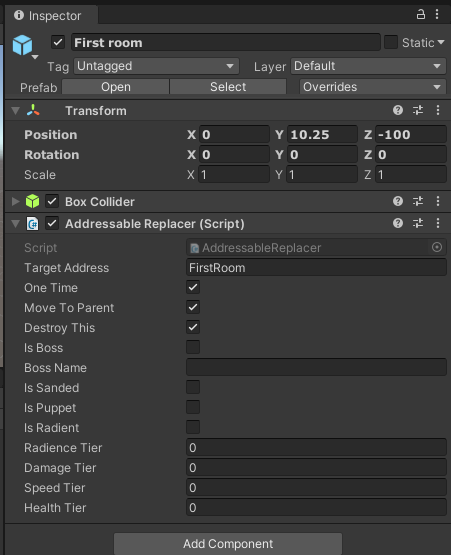 Inspector
First room Static
Tag Untagged Layer Default
Prefab Open Select Overrides
Transform
Position X 0 Y 10.25 Z -100
Rotation X 0 Y 0 Z 0
Scale X 1 Y 1 Z 1
Box Collider
Addressable Replacer (Script)
Script AddressableReplacer
Target Address FirstRoom
One Time
Move To Parent
Destroy This
Is Boss
Boss Name
Is Sanded
Is Puppet
Is Radient
Radience Tier 0
Damage Tier 0
Speed Tier 0
Health Tier 0
Add Component